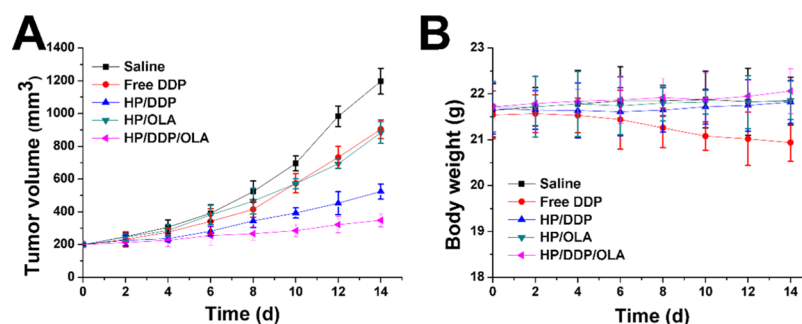 A
Tumor volume (mm3)
1400
1200
1000
800
600
400
200
0
Saline
Free DDP
HP/DDP
HP/OLA
HP/DDP/OLA
0 2 4 6 8 10 12 14
Time (d)
B
Body weight (g)
23
22
21
20
19
18
Saline
Free DDP
HP/DDP
HP/OLA
HP/DDP/OLA
0 2 4 6 8 10 12 14
Time (d)